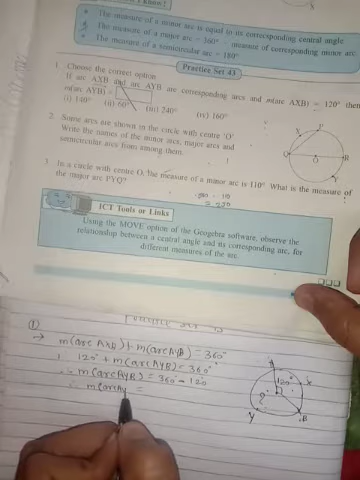 • The measure of a minor arc is equal to its corresponding central angle
• The measure of a major arc = 360° - measure of corresponding minor arc
• The measure of a semicircular arc = 180°
Practice Set 43
1. Choose the correct option.
If arc AXB and arc AYB are corresponding arcs and m(arc AXB) = 120° then
m(arc AYB) =
(i) 140° (ii) 60° (iii) 240° (iv) 160°
2. Some arcs are shown in the circle with centre 'O'.
Write the names of the minor arcs, major arcs and
semicircular arcs from among them.
3. In a circle with centre O, the measure of a minor arc is 110°. What is the measure of
the major arc PYQ?
ICT Tools or Links
Using the MOVE option of the Geogebra software, observe the
relationship between a central angle and its corresponding arc, for
different measures of the arc.
①
→ m(arc AXB) + m(arc AYB) = 360°
120° + m(arc AYB) = 360°
∴ m(arc AYB) = 360° - 120
∴ m(arc AY =
A
120°
X
O
Y
B